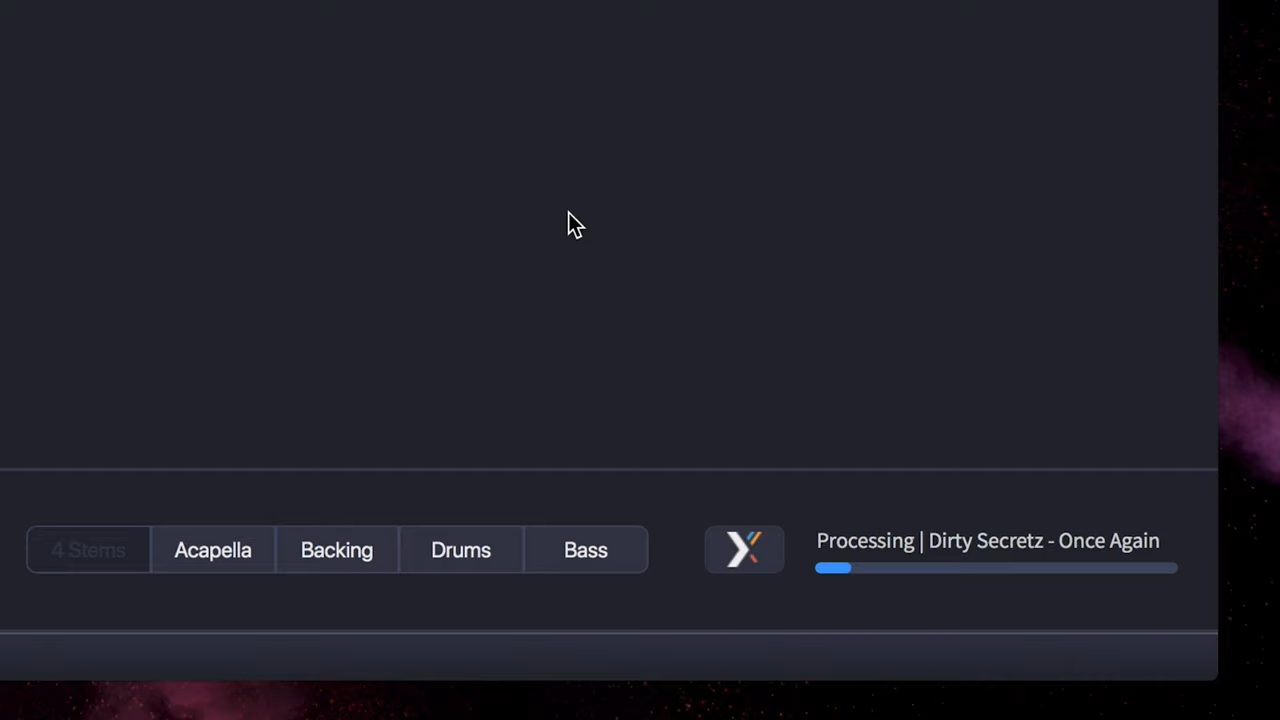 4 Stems Acapella Backing Drums Bass
Processing | Dirty Secretz - Once Again